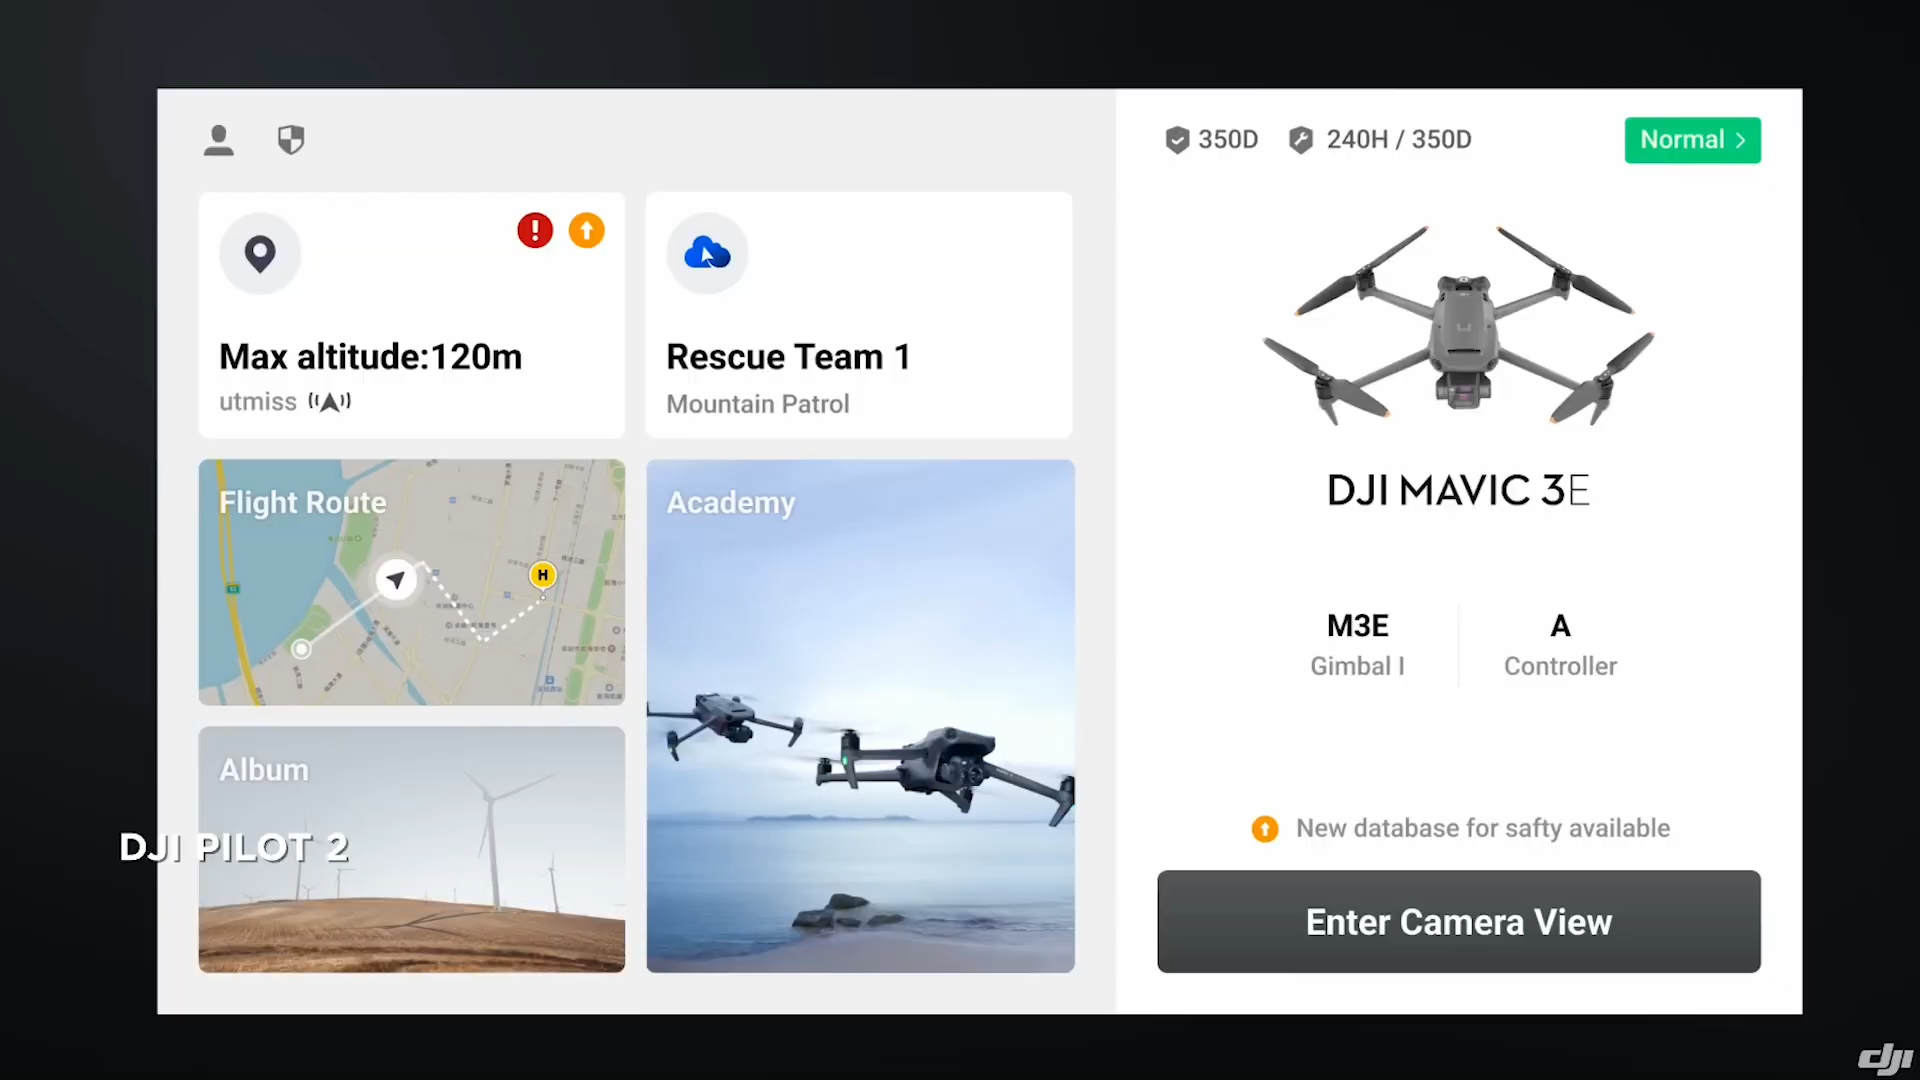 350D
240H / 350D
Normal
Max altitude:120m
utmiss
Rescue Team 1
Mountain Patrol
Flight Route
H
Academy
Album
DJI PILOT 2
DJI MAVIC 3E
M3E
Gimbal I
A
Controller
New database for safty available
Enter Camera View
dji